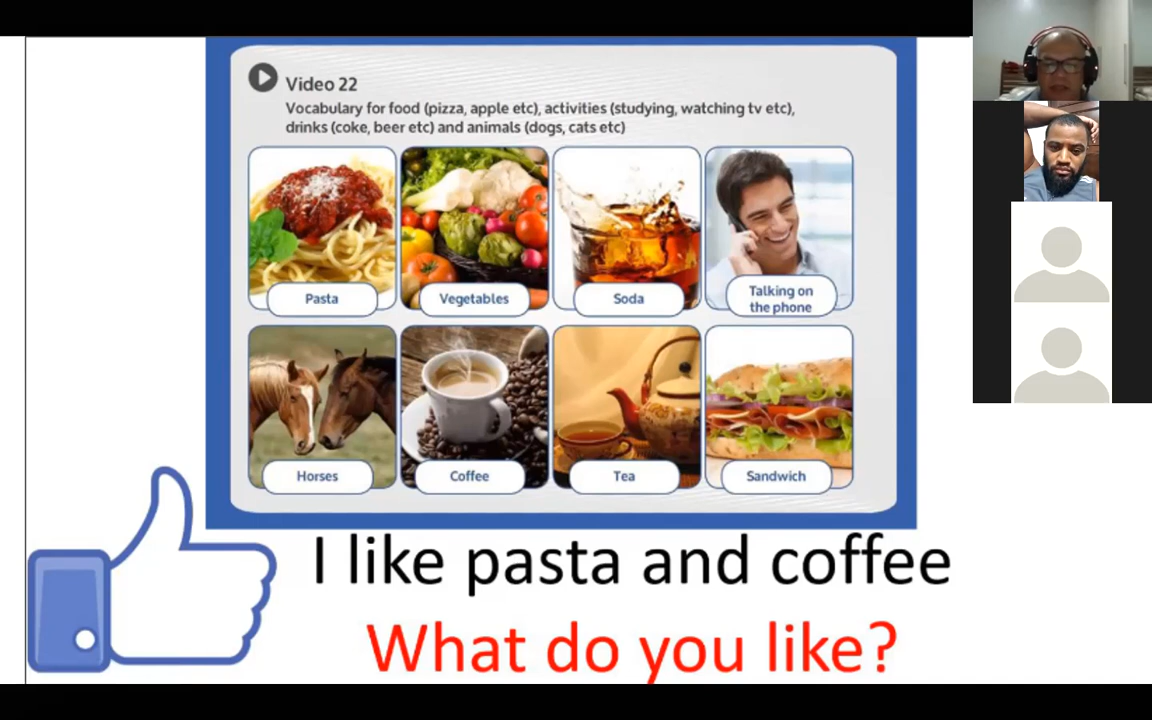 Video 22
Vocabulary for food (pizza, apple etc), activities (studying, watching tv etc),
drinks (coke, beer etc) and animals (dogs, cats etc)
Pasta
Vegetables
Soda
Talking on
the phone
Horses
Coffee
Tea
Sandwich
I like pasta and coffee
What do you like?